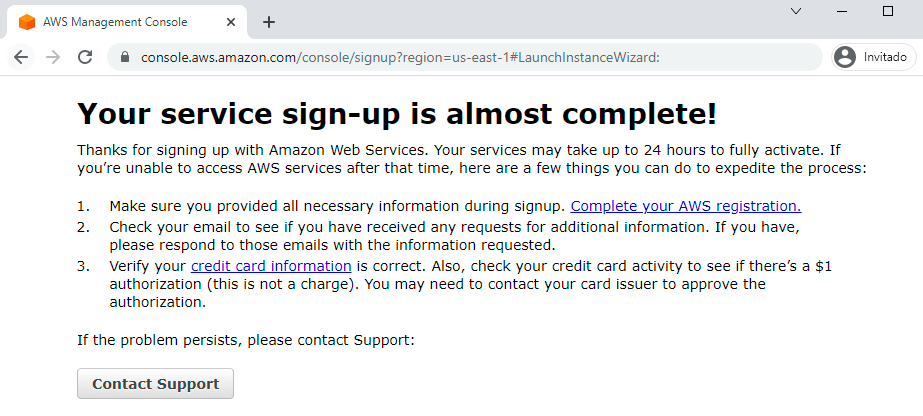 AWS Management Console
console.aws.amazon.com/console/signup?region=us-east-1#LaunchInstanceWizard:
Invitado
Your service sign-up is almost complete!
Thanks for signing up with Amazon Web Services. Your services may take up to 24 hours to fully activate. If
you’re unable to access AWS services after that time, here are a few things you can do to expedite the process:
1. Make sure you provided all necessary information during signup. Complete your AWS registration.
2. Check your email to see if you have received any requests for additional information. If you have,
please respond to those emails with the information requested.
3. Verify your credit card information is correct. Also, check your credit card activity to see if there’s a $1
authorization (this is not a charge). You may need to contact your card issuer to approve the
authorization.
If the problem persists, please contact Support:
Contact Support